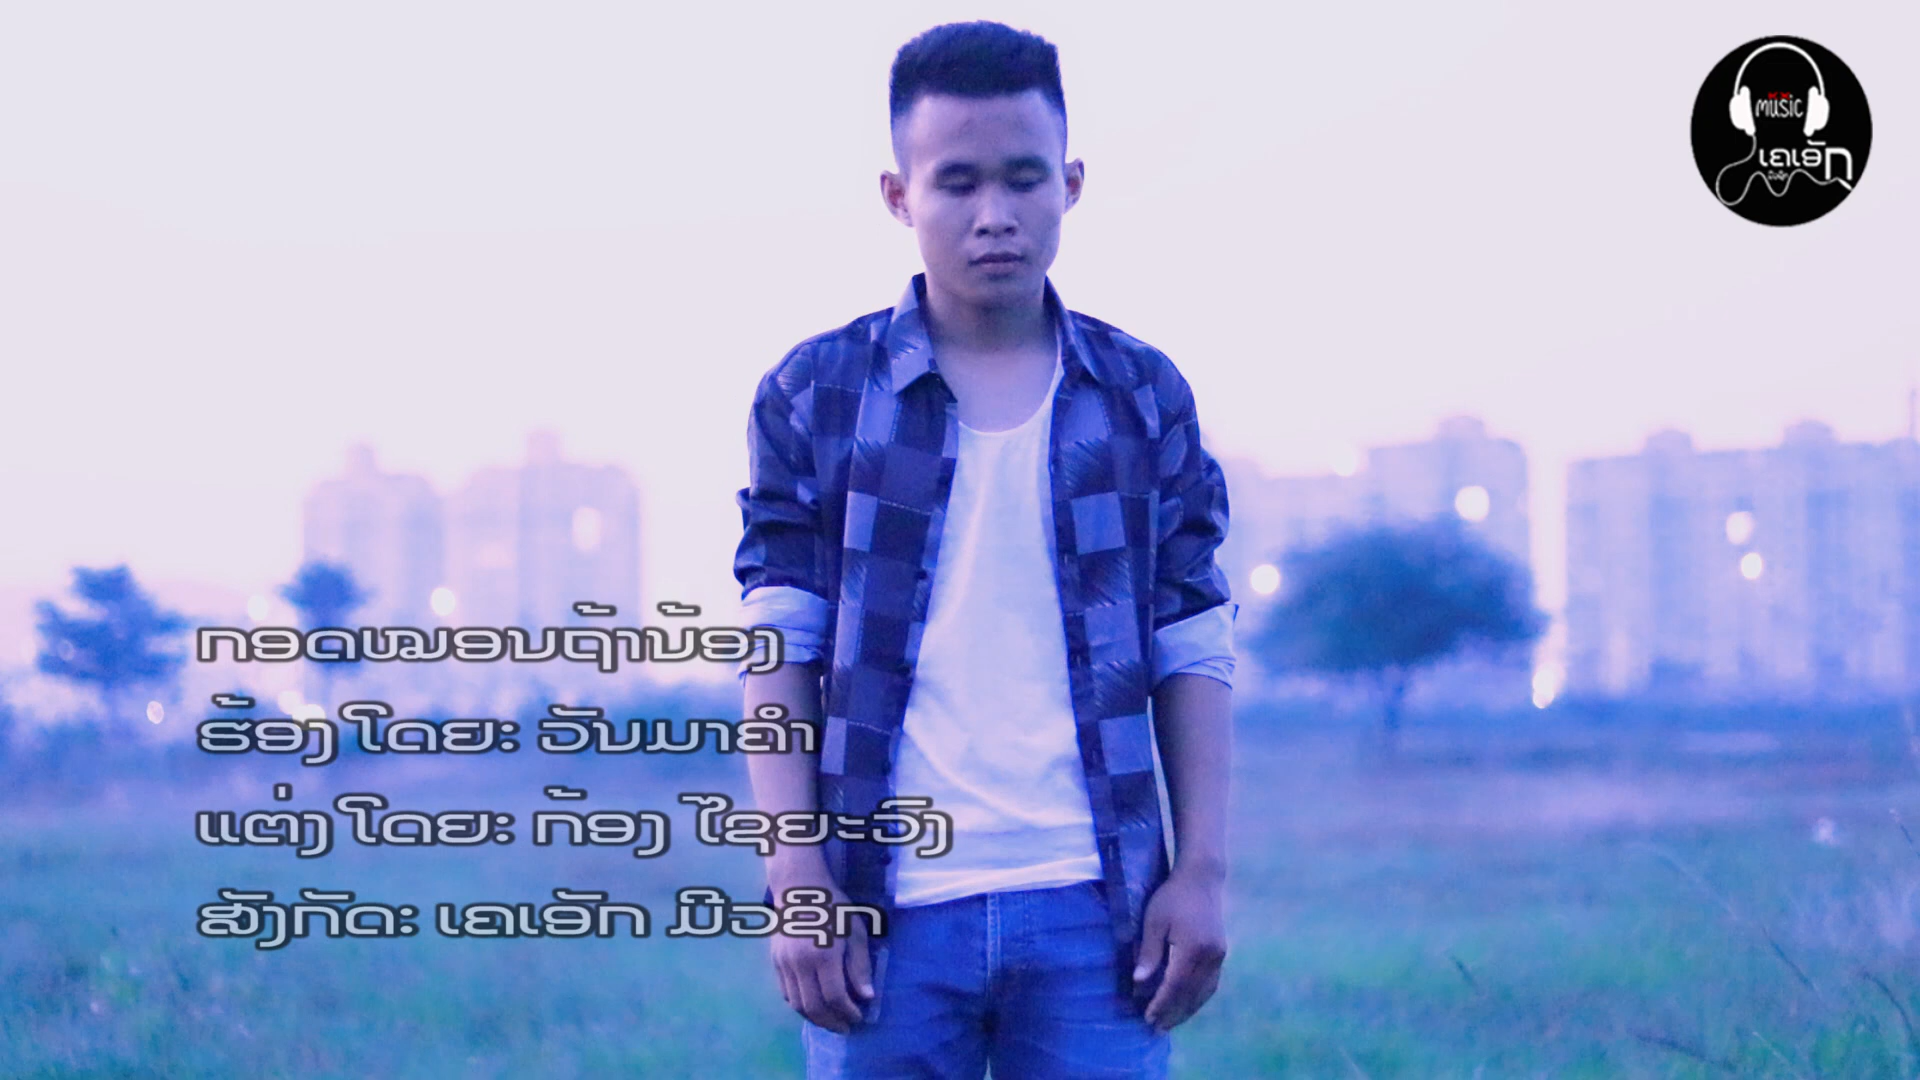 ກອດໝອນຖ້ານ້ອງ
ຮ້ອງ ໂດຍ: ວັນມາຄຳ
ແຕ່ງ ໂດຍ: ກ້ອງ ໄຊຍະວົງ
ສັງກັດ: ເຄເອັກ ມີວຊິກ
KX
music
ເຄເອັກ